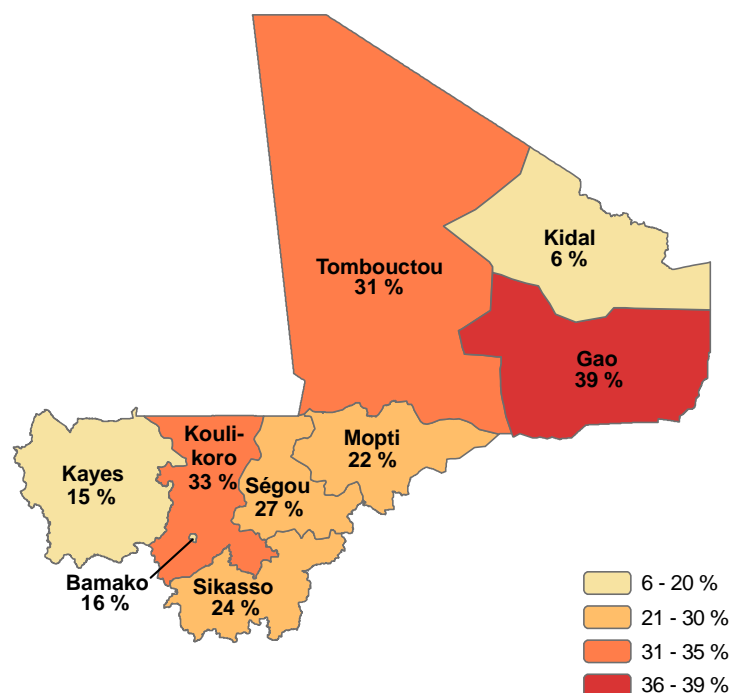 Kidal
6 %
Tombouctou
31 %
Gao
39 %
Kouli-
koro
33 %
Mopti
22 %
Kayes
15 %
Ségou
27 %
Bamako
16 %
Sikasso
24 %
6 - 20 %
21 - 30 %
31 - 35 %
36 - 39 %